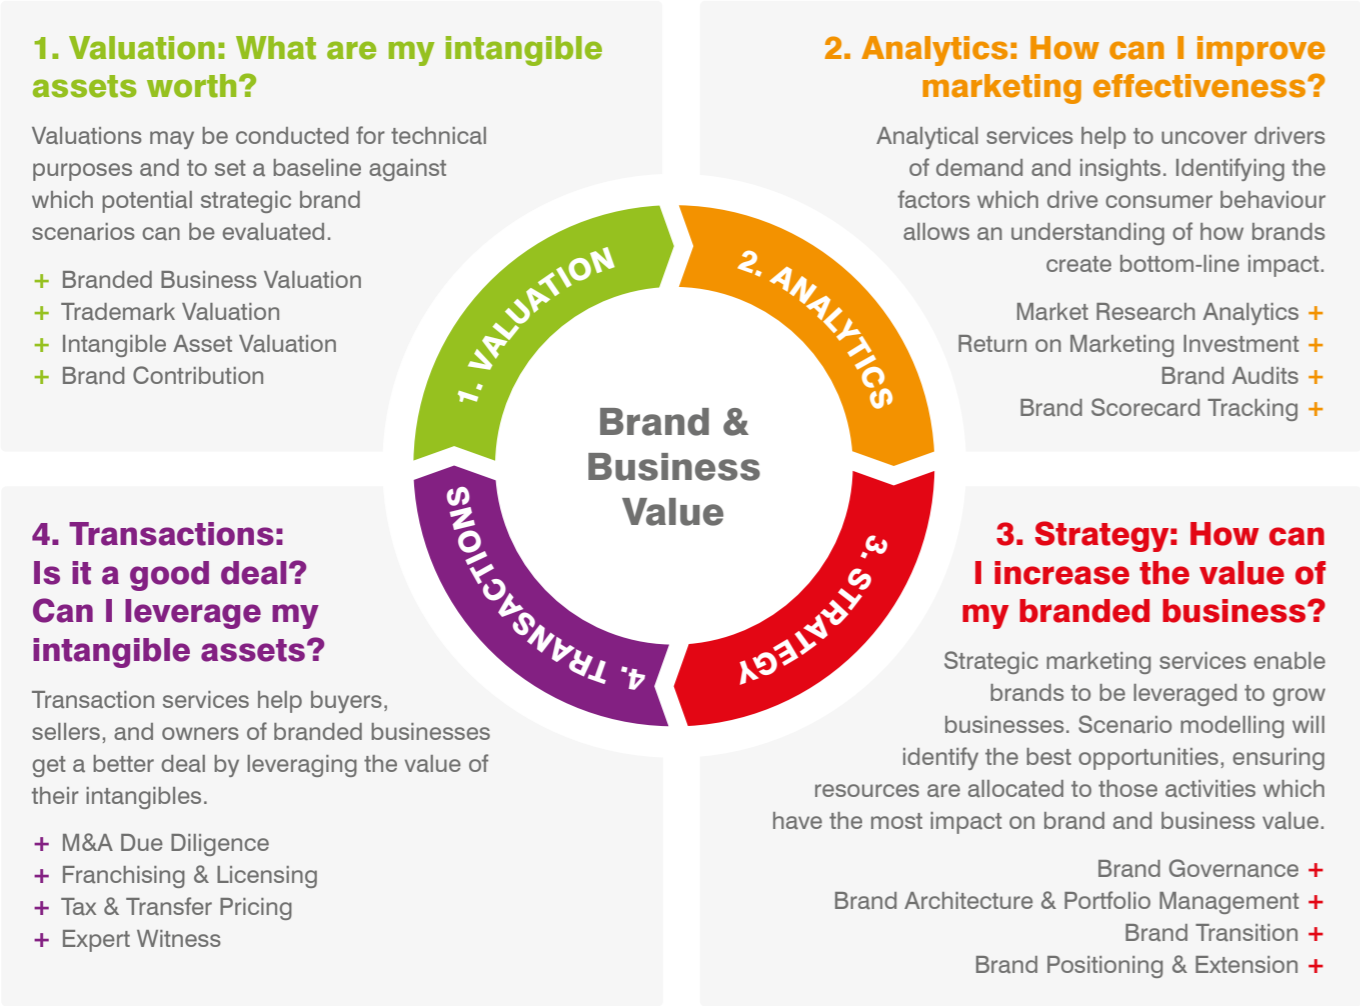 1. Valuation: What are my intangible
assets worth?
Valuations may be conducted for technical
purposes and to set a baseline against
which potential strategic brand
scenarios can be evaluated.
+ Branded Business Valuation
+ Trademark Valuation
+ Intangible Asset Valuation
+ Brand Contribution
2. Analytics: How can I improve
marketing effectiveness?
Analytical services help to uncover drivers
of demand and insights. Identifying the
factors which drive consumer behaviour
allows an understanding of how brands
create bottom-line impact.
Market Research Analytics +
Return on Marketing Investment +
Brand Audits +
Brand Scorecard Tracking +
1. VALUATION
2. ANALYTICS
3. STRATEGY
4. TRANSACTIONS
Brand &
Business
Value
3. Strategy: How can
I increase the value of
my branded business?
Strategic marketing services enable
brands to be leveraged to grow
businesses. Scenario modelling will
identify the best opportunities, ensuring
resources are allocated to those activities which
have the most impact on brand and business value.
Brand Governance +
Brand Architecture & Portfolio Management +
Brand Transition +
Brand Positioning & Extension +
4. Transactions:
Is it a good deal?
Can I leverage my
intangible assets?
Transaction services help buyers,
sellers, and owners of branded businesses
get a better deal by leveraging the value of
their intangibles.
+ M&A Due Diligence
+ Franchising & Licensing
+ Tax & Transfer Pricing
+ Expert Witness